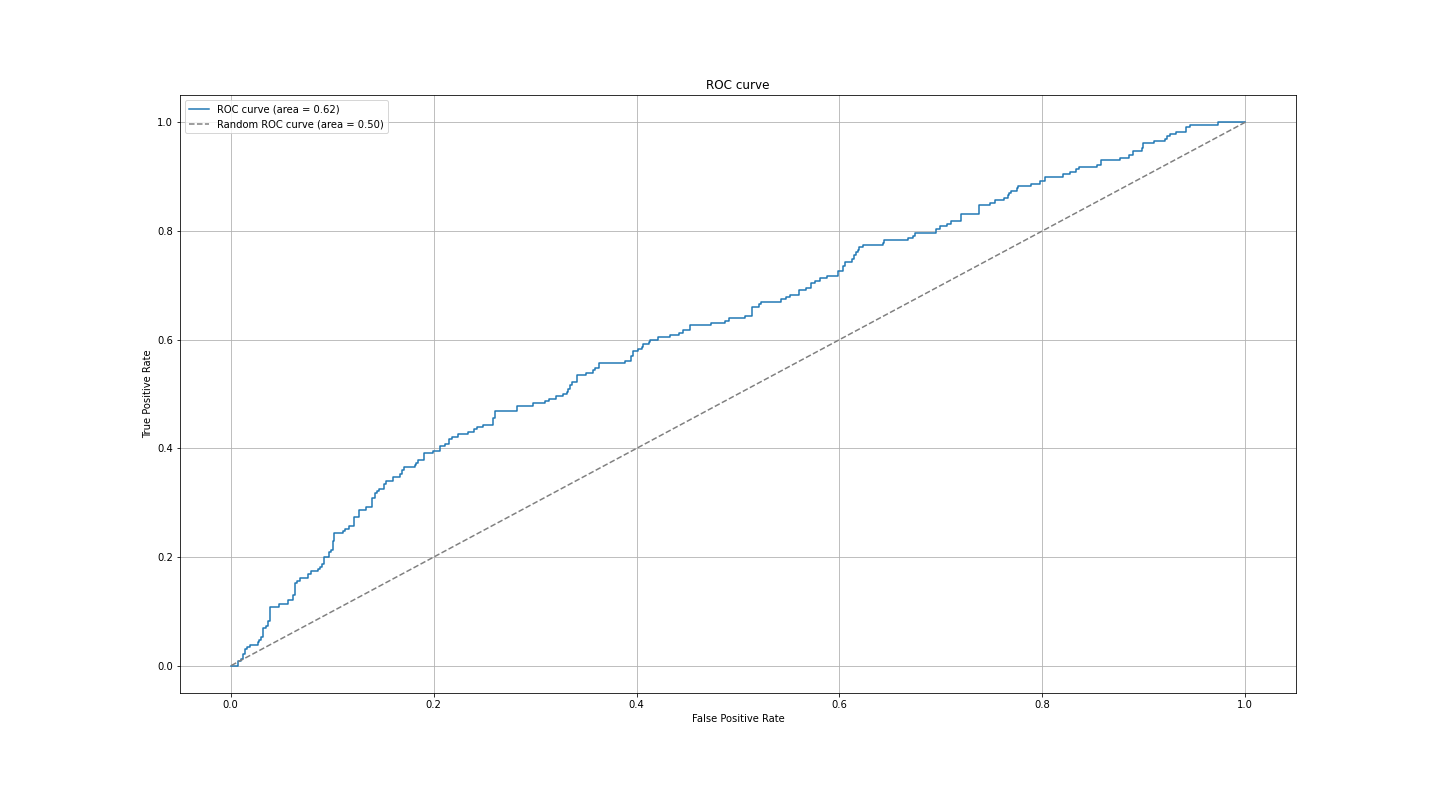 ROC curve
ROC curve (area = 0.62)
Random ROC curve (area = 0.50)
1.0
0.8
0.6
0.4
0.2
0.0
True Positive Rate
0.0
0.2
0.4
0.6
0.8
1.0
False Positive Rate